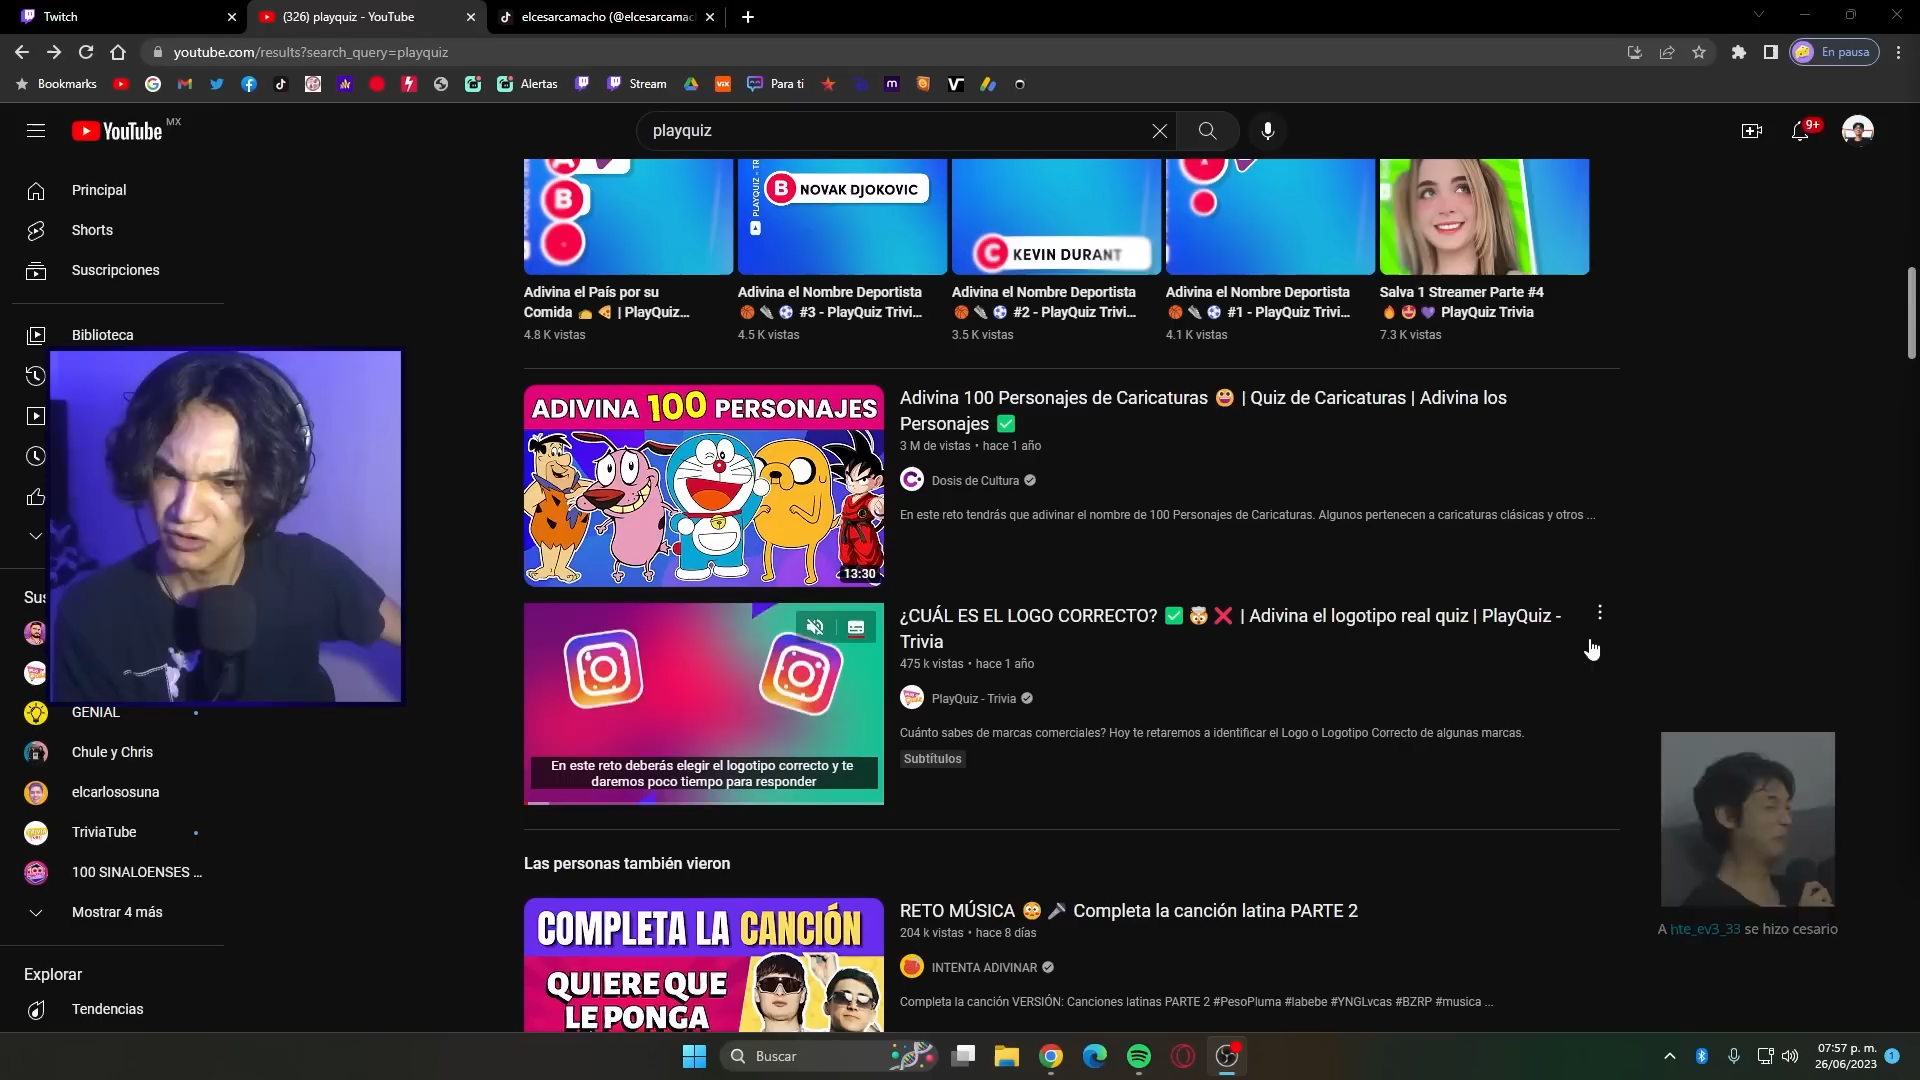 Twitch
(326) playquiz - YouTube
elcesarcamacho (@elcesarcamac
youtube.com/results?search_query=playquiz
En pausa
Bookmarks
Alertas
Stream
Para ti
YouTube MX
playquiz
9+
Principal
Shorts
Suscripciones
Biblioteca
GENIAL
Chule y Chris
elcarlososuna
TriviaTube
100 SINALOENSES ...
Mostrar 4 más
Explorar
Tendencias
B
B NOVAK DJOKOVIC
C KEVIN DURANT
Adivina el País por su
Comida 🌮 🍕 | PlayQuiz...
4.8 K vistas
Adivina el Nombre Deportista
🏀 🏸 ⚽ #3 - PlayQuiz Trivi...
4.5 K vistas
Adivina el Nombre Deportista
🏀 🏸 ⚽ #2 - PlayQuiz Trivi...
3.5 K vistas
Adivina el Nombre Deportista
🏀 🏸 ⚽ #1 - PlayQuiz Trivi...
4.1 K vistas
Salva 1 Streamer Parte #4
🔥 🤩 💜 PlayQuiz Trivia
7.3 K vistas
ADIVINA 100 PERSONAJES
13:30
Adivina 100 Personajes de Caricaturas 😀 | Quiz de Caricaturas | Adivina los
Personajes ✅
3 M de vistas • hace 1 año
Dosis de Cultura
En este reto tendrás que adivinar el nombre de 100 Personajes de Caricaturas. Algunos pertenecen a caricaturas clásicas y otros ...
En este reto deberás elegir el logotipo correcto y te
daremos poco tiempo para responder
¿CUÁL ES EL LOGO CORRECTO? ✅ 🤯 ❌ | Adivina el logotipo real quiz | PlayQuiz -
Trivia
475 k vistas • hace 1 año
PlayQuiz - Trivia
Cuánto sabes de marcas comerciales? Hoy te retaremos a identificar el Logo o Logotipo Correcto de algunas marcas.
Subtítulos
Las personas también vieron
COMPLETA LA CANCIÓN
QUIERE QUE
LE PONGA
RETO MÚSICA 😳 🎤 Completa la canción latina PARTE 2
204 k vistas • hace 8 días
INTENTA ADIVINAR
Completa la canción VERSIÓN: Canciones latinas PARTE 2 #PesoPluma #labebe #YNGLvcas #BZRP #musica ...
A hte_ev3_33 se hizo cesario
Buscar
07:57 p. m.
26/06/2023
1